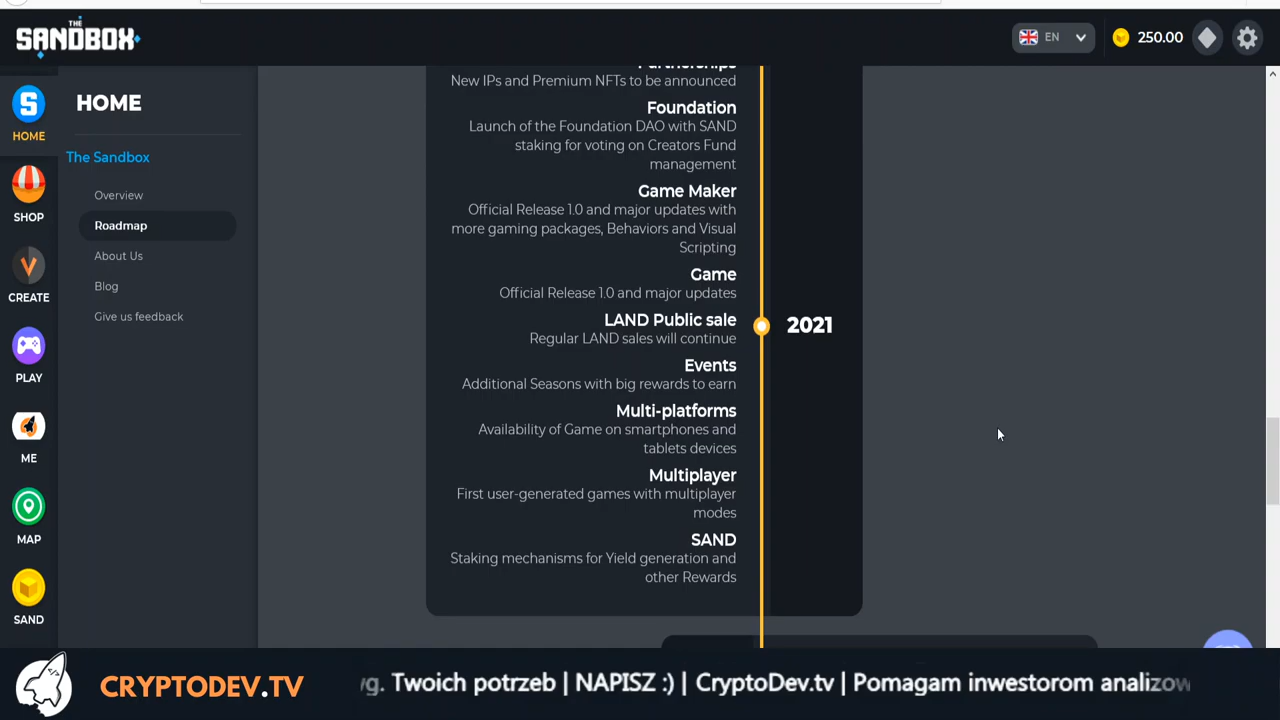 THE
SANDBOX
EN
250.00
HOME
SHOP
CREATE
PLAY
ME
MAP
SAND
HOME
The Sandbox
Overview
Roadmap
About Us
Blog
Give us feedback
Partnerships
New IPs and Premium NFTs to be announced
Foundation
Launch of the Foundation DAO with SAND
staking for voting on Creators Fund
management
Game Maker
Official Release 1.0 and major updates with
more gaming packages, Behaviors and Visual
Scripting
Game
Official Release 1.0 and major updates
LAND Public sale
Regular LAND sales will continue
Events
Additional Seasons with big rewards to earn
Multi-platforms
Availability of Game on smartphones and
tablets devices
Multiplayer
First user-generated games with multiplayer
modes
SAND
Staking mechanisms for Yield generation and
other Rewards
2021
CRYPTODEV.TV
yg. Twoich potrzeb | NAPISZ :) | CryptoDev.tv | Pomagam inwestorom analizow